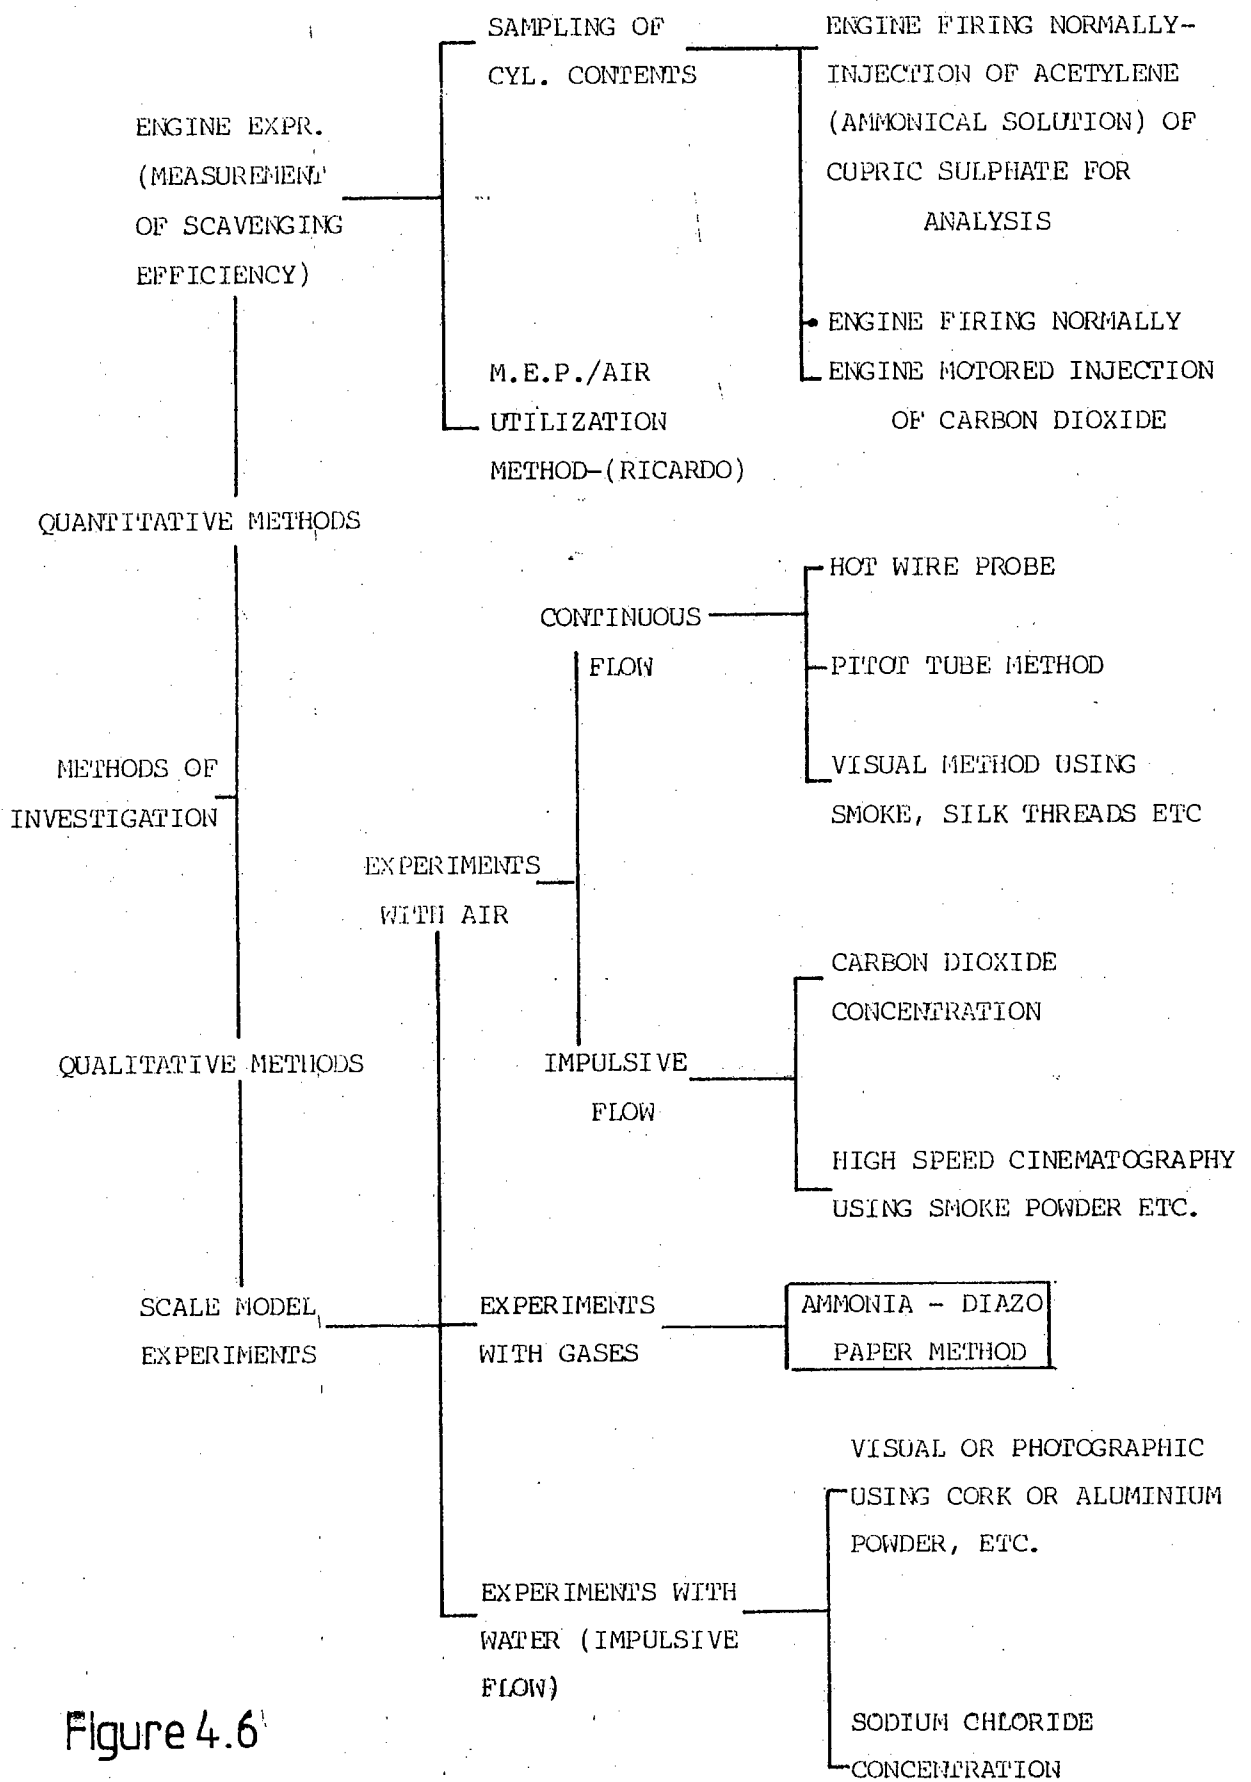 SAMPLING OF
CYL. CONTENTS
ENGINE FIRING NORMALLY-
INJECTION OF ACETYLENE
(AMMONICAL SOLUTION) OF
CUPRIC SULPHATE FOR
ANALYSIS
ENGINE EXPR.
(MEASUREMENT
OF SCAVENGING
EFFICIENCY)
ENGINE FIRING NORMALLY
ENGINE MOTORED INJECTION
OF CARBON DIOXIDE
M.E.P./AIR
UTILIZATION
METHOD-(RICARDO)
QUANTITATIVE METHODS
CONTINUOUS
FLOW
HOT WIRE PROBE
PITOT TUBE METHOD
VISUAL METHOD USING
SMOKE, SILK THREADS ETC
METHODS OF
INVESTIGATION
EXPERIMENTS
WITH AIR
CARBON DIOXIDE
CONCENTRATION
QUALITATIVE METHODS
IMPULSIVE
FLOW
HIGH SPEED CINEMATOGRAPHY
USING SMOKE POWDER ETC.
SCALE MODEL
EXPERIMENTS
EXPERIMENTS
WITH GASES
AMMONIA - DIAZO
PAPER METHOD
VISUAL OR PHOTOGRAPHIC
USING CORK OR ALUMINIUM
POWDER, ETC.
EXPERIMENTS WITH
WATER (IMPULSIVE
FLOW)
SODIUM CHLORIDE
CONCENTRATION
Figure 4.6